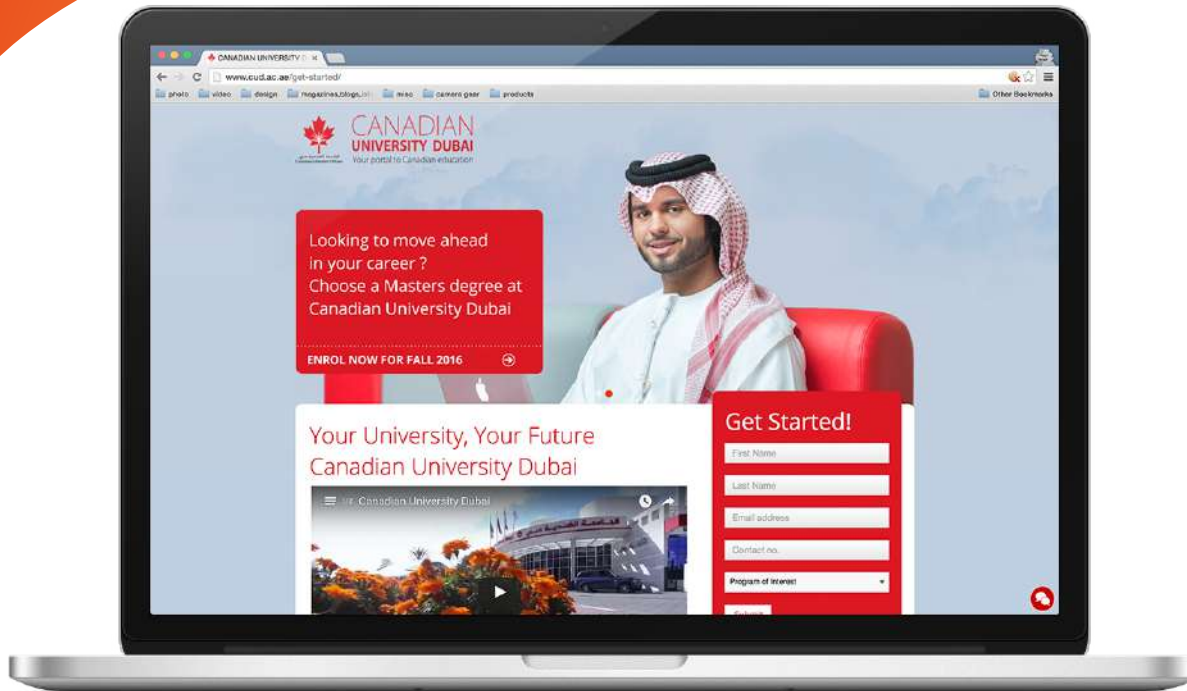 CANADIAN UNIVERSITY D
www.cud.ac.ae/get-started/
photo video design magazines,blogs, misc camera gear products Other Bookmarks
CANADIAN
UNIVERSITY DUBAI
Your portal to Canadian education
Looking to move ahead
in your career ?
Choose a Masters degree at
Canadian University Dubai
ENROL NOW FOR FALL 2016
Your University, Your Future
Canadian University Dubai
Canadian University Dubai
Get Started!
First Name
Last Name
Email address
Contact no.
Program of Interest
Submit